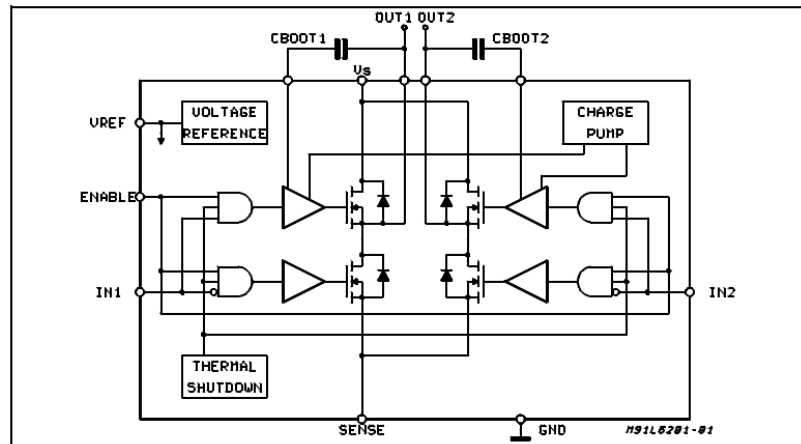 OUT1 OUT2
CBOOT1
CBOOT2
Vs
VREF
VOLTAGE
REFERENCE
CHARGE
PUMP
ENABLE
IN1
IN2
THERMAL
SHUTDOWN
SENSE
GND
M91L6201-01